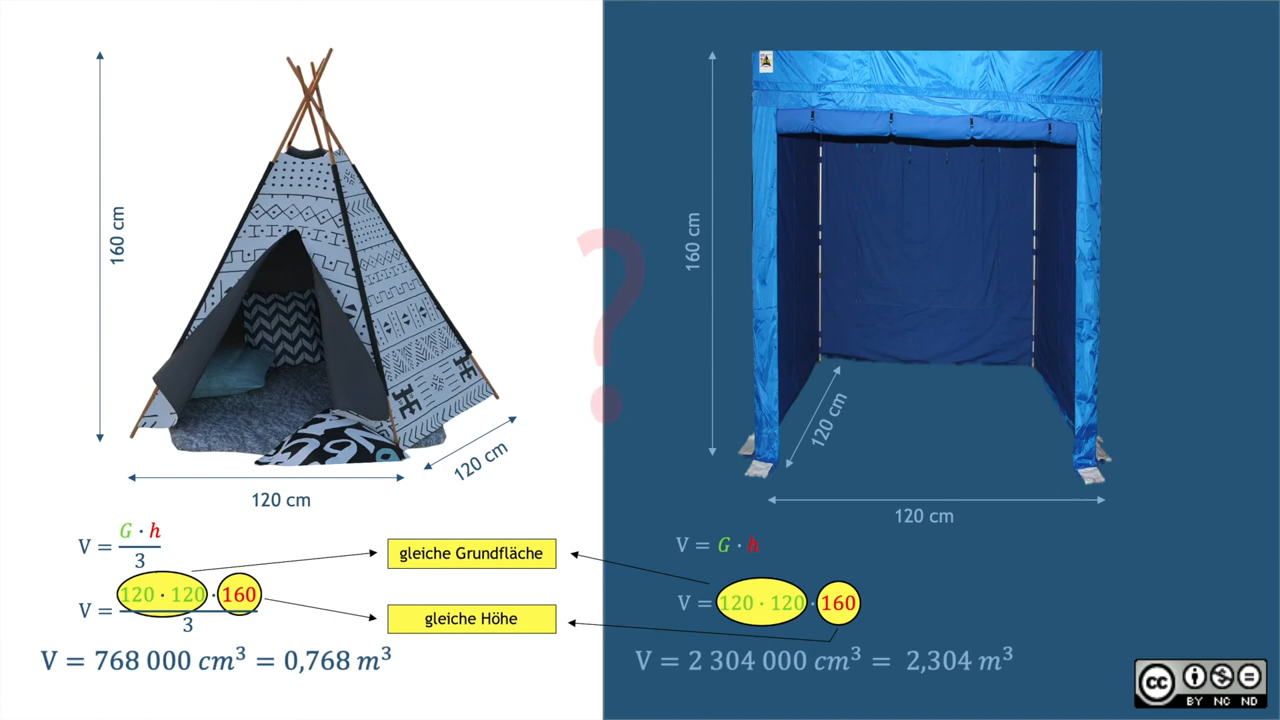 160 cm
120 cm
120 cm
V = G · h / 3
gleiche Grundfläche
V = 120 · 120 · 160 / 3
gleiche Höhe
V = 768 000 cm³ = 0,768 m³
?
160 cm
120 cm
120 cm
V = G · h
V = 120 · 120 · 160
V = 2 304 000 cm³ = 2,304 m³
cc
BY NC ND